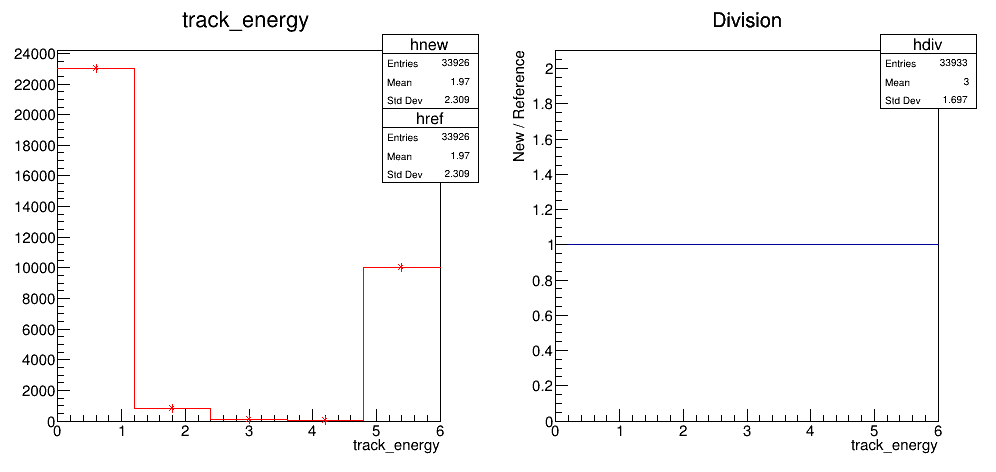 track_energy
hnew
Entries 33926
Mean 1.97
Std Dev 2.309
href
Entries 33926
Mean 1.97
Std Dev 2.309
24000
22000
20000
18000
16000
14000
12000
10000
8000
6000
4000
2000
0
0 1 2 3 4 5 6
track_energy
Division
hdiv
Entries 33933
Mean 3
Std Dev 1.697
New / Reference
2
1.8
1.6
1.4
1.2
1
0.8
0.6
0.4
0.2
0
0 1 2 3 4 5 6
track_energy